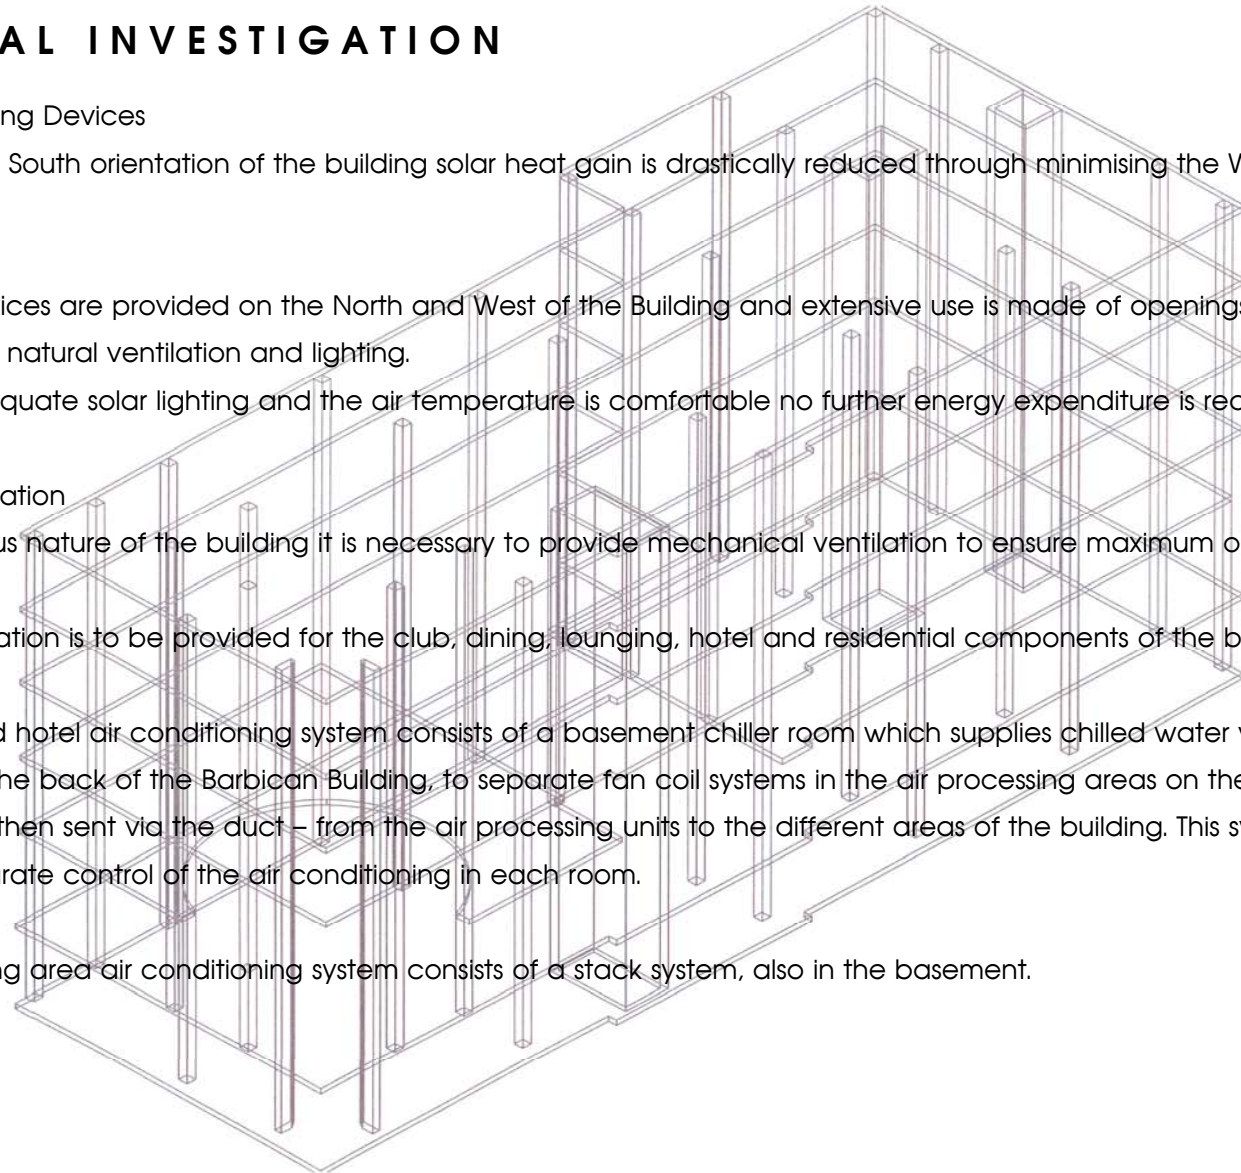 AL INVESTIGATION
ng Devices
South orientation of the building solar heat gain is drastically reduced through minimising the W
ices are provided on the North and West of the Building and extensive use is made of openings
natural ventilation and lighting.
quate solar lighting and the air temperature is comfortable no further energy expenditure is req
ation
us nature of the building it is necessary to provide mechanical ventilation to ensure maximum o
ation is to be provided for the club, dining, lounging, hotel and residential components of the b
d hotel air conditioning system consists of a basement chiller room which supplies chilled water v
he back of the Barbican Building, to separate fan coil systems in the air processing areas on the
then sent via the duct – from the air processing units to the different areas of the building. This sy
arate control of the air conditioning in each room.
ng area air conditioning system consists of a stack system, also in the basement.